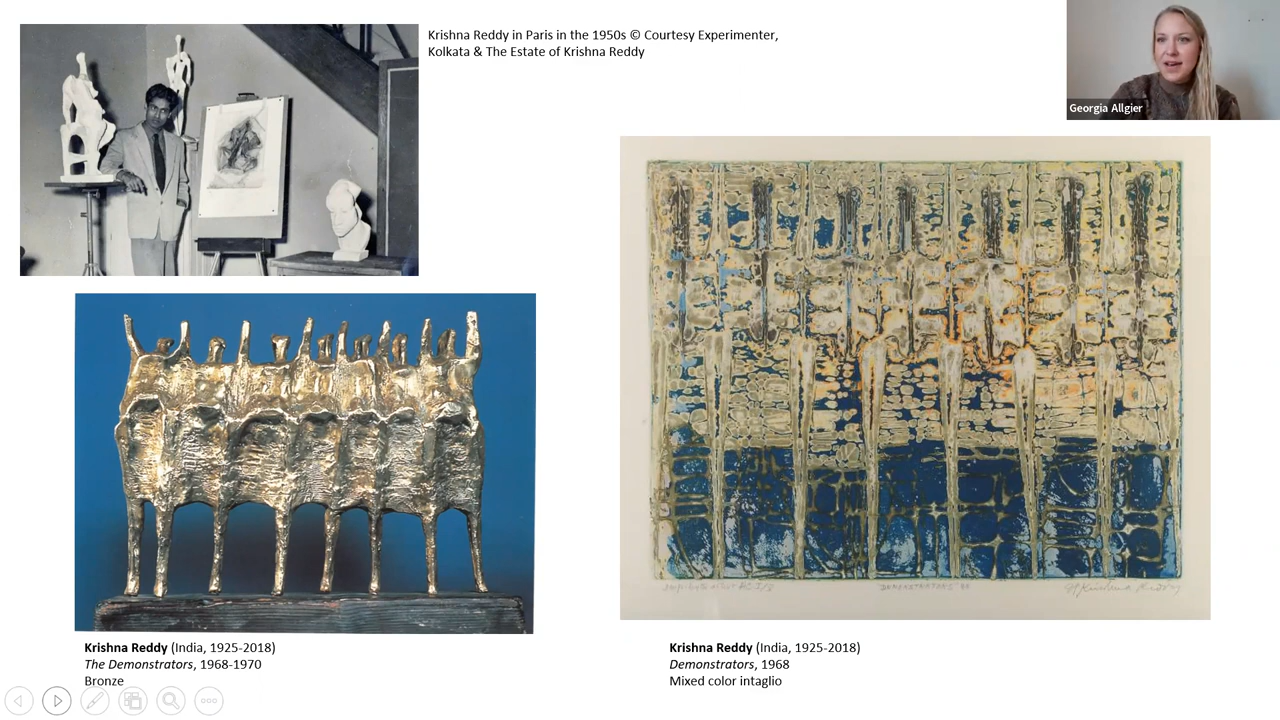 Krishna Reddy in Paris in the 1950s © Courtesy Experimenter,
Kolkata & The Estate of Krishna Reddy
Georgia Allgier
Krishna Reddy (India, 1925-2018)
The Demonstrators, 1968-1970
Bronze
Krishna Reddy (India, 1925-2018)
Demonstrators, 1968
Mixed color intaglio